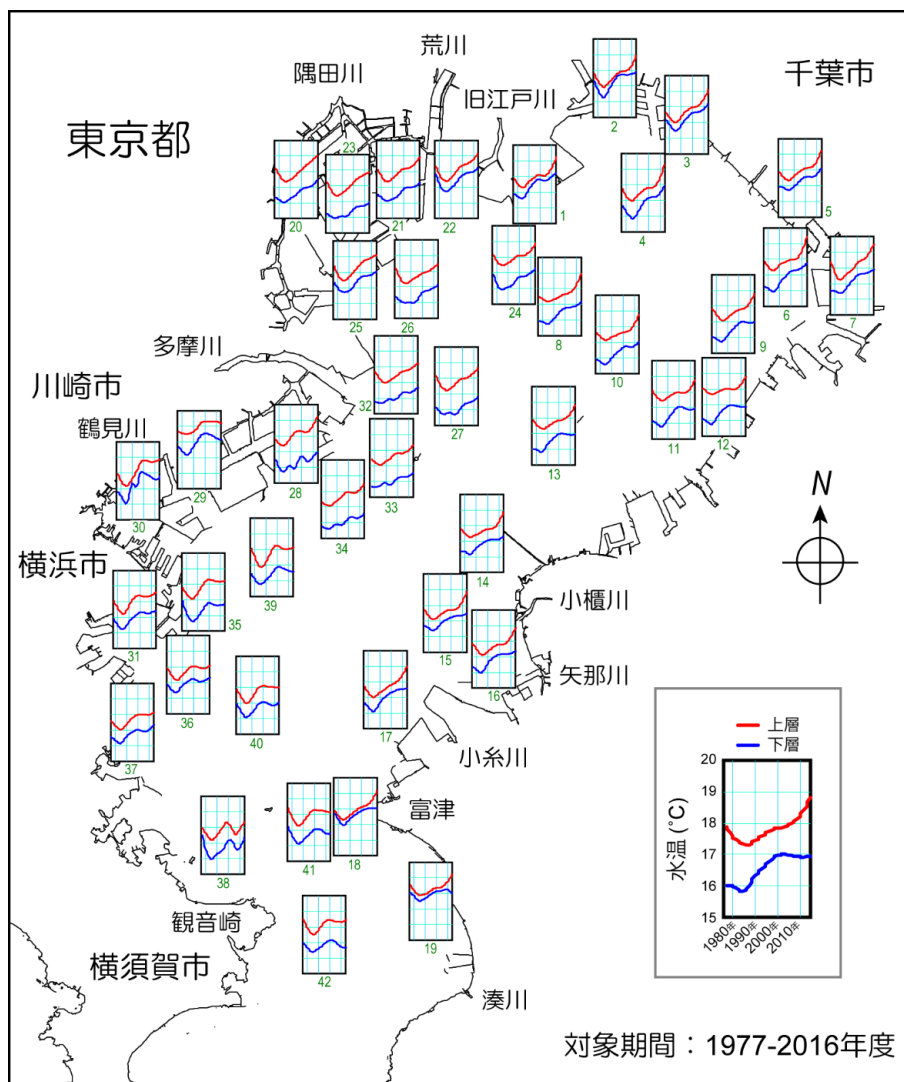 荒川
隅田川
千葉市
旧江戸川
東京都
2
23
3
20
21
22
1
4
5
25
26
24
8
6
7
多摩川
10
9
川崎市
32
27
11
12
鶴見川
13
30
29
28
33
34
N
横浜市
14
39
小櫃川
31
35
15
16
矢那川
36
40
17
37
小糸川
上層
下層
水温 (°C)
20
19
18
17
16
15
1980年
1990年
2000年
2010年
富津
38
41
18
観音崎
19
横須賀市
42
湊川
対象期間：1977-2016年度